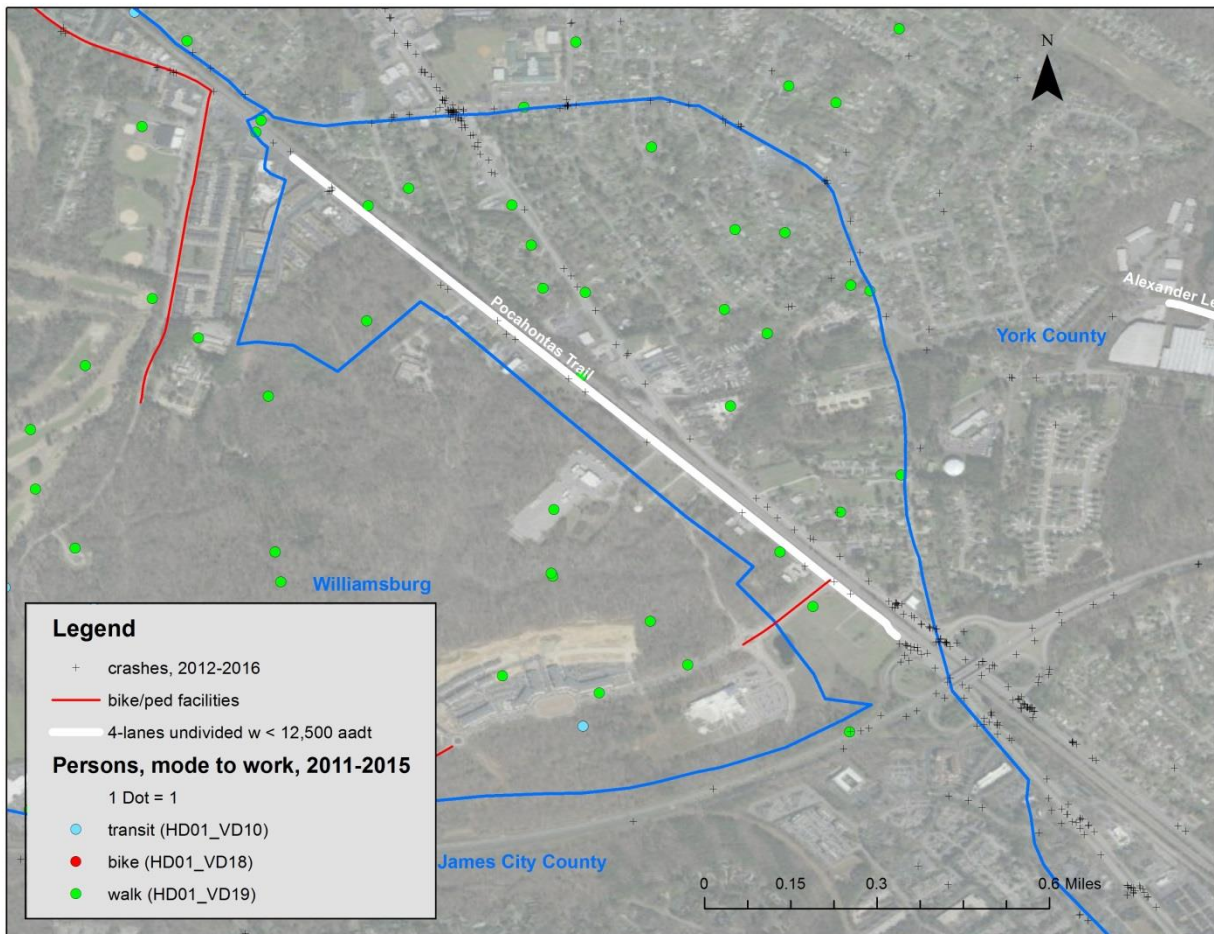 N
Pocahontas Trail
Alexander Le
York County
Williamsburg
Legend
crashes, 2012-2016
bike/ped facilities
4-lanes undivided w < 12,500 aadt
Persons, mode to work, 2011-2015
1 Dot = 1
transit (HD01_VD10)
bike (HD01_VD18)
walk (HD01_VD19)
James City County
0 0.15 0.3 0.6 Miles